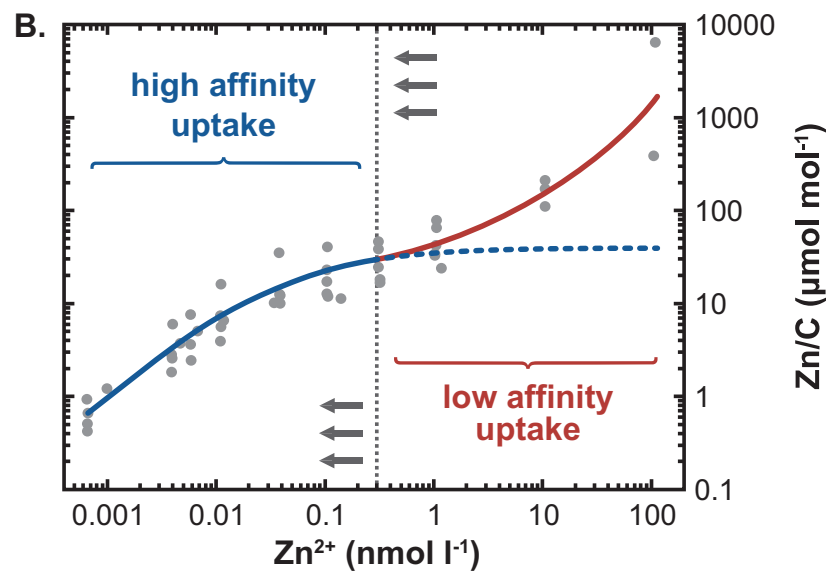 B.
high affinity
uptake
10000
1000
100
10
1
0.1
Zn/C (µmol mol⁻¹)
low affinity
uptake
0.001
0.01
0.1
1
10
100
Zn²⁺ (nmol l⁻¹)